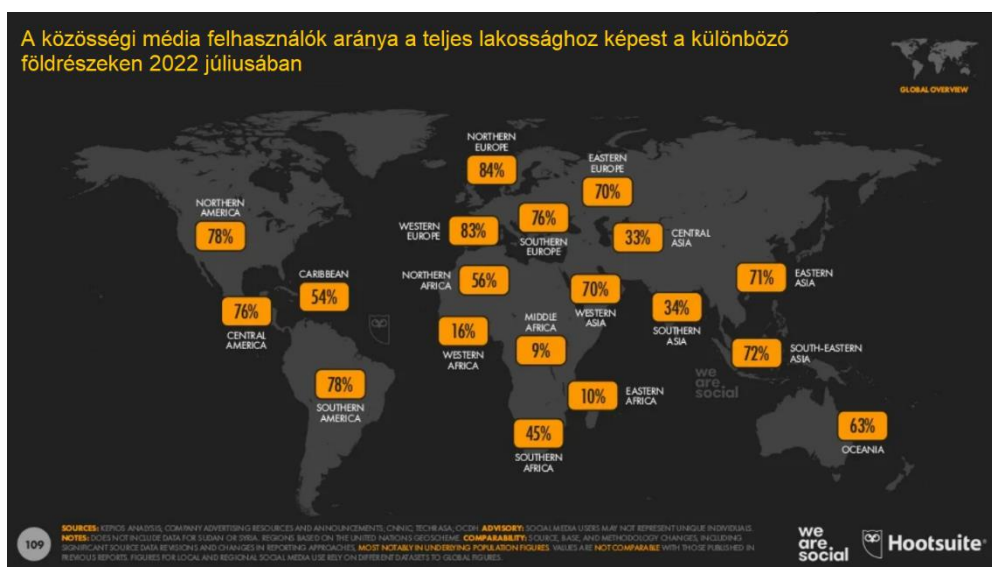 A közösségi média felhasználók aránya a teljes lakossághoz képest a különböző
földrészeken 2022 júliusában
GLOBAL OVERVIEW
NORTHERN
EUROPE
84%
EASTERN
EUROPE
70%
NORTHERN
AMERICA
78%
WESTERN
EUROPE
83%
76%
SOUTHERN
EUROPE
33%
CENTRAL
ASIA
CARIBBEAN
54%
NORTHERN
AFRICA
56%
70%
WESTERN
ASIA
71%
EASTERN
ASIA
76%
CENTRAL
AMERICA
34%
SOUTHERN
ASIA
16%
WESTERN
AFRICA
MIDDLE
AFRICA
9%
72%
SOUTH-EASTERN
ASIA
we
are
social
78%
SOUTHERN
AMERICA
10%
EASTERN
AFRICA
45%
SOUTHERN
AFRICA
63%
OCEANIA
109
SOURCES: KEPIOS ANALYSIS; COMPANY ADVERTISING RESOURCES AND ANNOUNCEMENTS; CNNIC; TECHRASA; OCDH. ADVISORY: SOCIAL MEDIA USERS MAY NOT REPRESENT UNIQUE INDIVIDUALS.
NOTES: DOES NOT INCLUDE DATA FOR SUDAN OR SYRIA. REGIONS BASED ON THE UNITED NATIONS GEOSCHEME. COMPARABILITY: SOURCE, BASE, AND METHODOLOGY CHANGES, INCLUDING
SIGNIFICANT SOURCE DATA REVISIONS AND CHANGES IN REPORTING APPROACHES, MOST NOTABLY IN UNDERLYING POPULATION FIGURES. VALUES ARE NOT COMPARABLE WITH THOSE PUBLISHED IN
PREVIOUS REPORTS. FIGURES FOR LOCAL AND REGIONAL SOCIAL MEDIA USE RELY ON DIFFERENT DATASETS TO GLOBAL FIGURES.
we
are
social
Hootsuite®